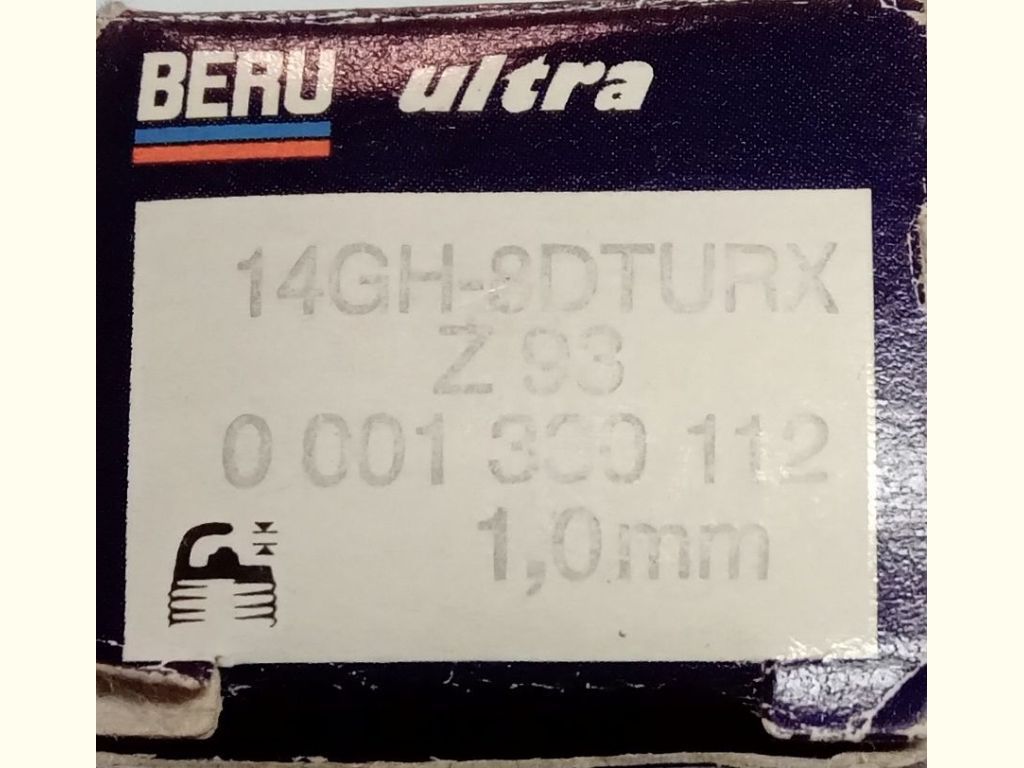 BERU ultra
14GH-8DTURX
Z 93
0 001 330 112
1,0mm